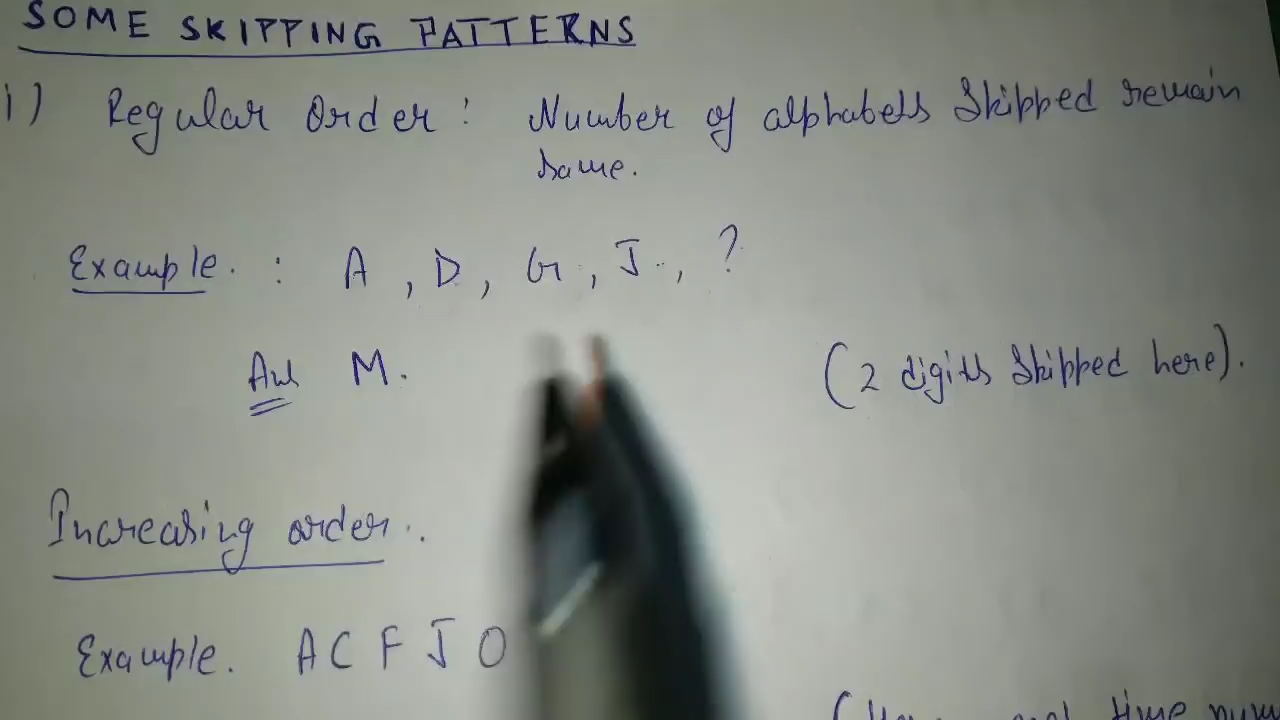 SOME SKIPPING PATTERNS
i) Regular Order : Number of alphabets skipped remain
same.
Example. : A , D, G, J., ?
Ans M. (2 digits skipped here).
Increasing order.
Example. A C F J O
time